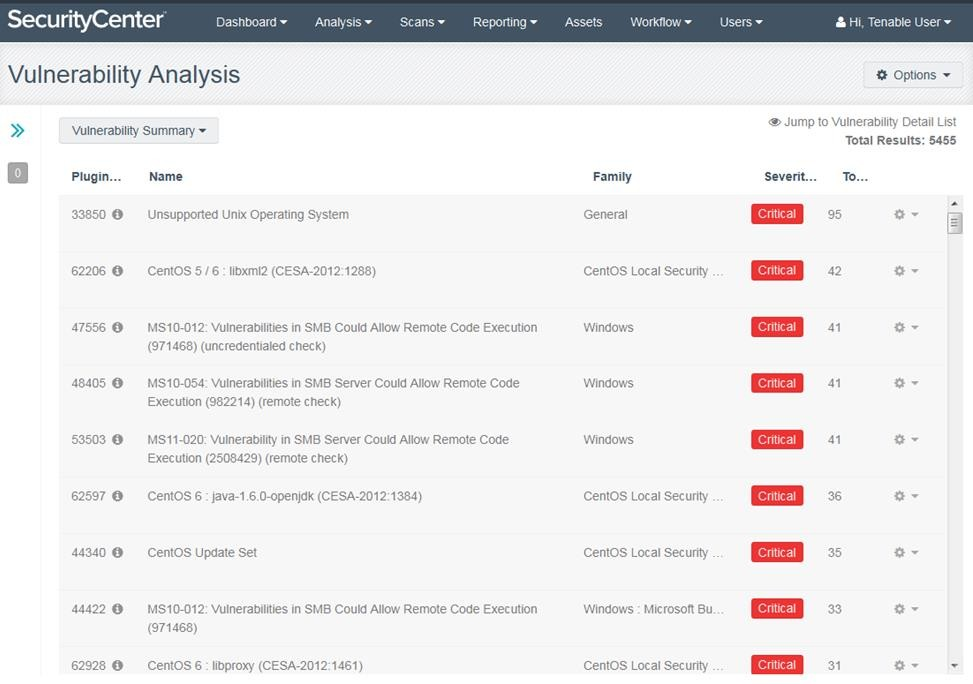 SecurityCenter™ Dashboard Analysis Scans Reporting Assets Workflow Users Hi, Tenable User
Vulnerability Analysis Options
Vulnerability Summary Jump to Vulnerability Detail List
Total Results: 5455
0
Plugin... Name Family Severit... To...
33850 Unsupported Unix Operating System General Critical 95
62206 CentOS 5 / 6 : libxml2 (CESA-2012:1288) CentOS Local Security ... Critical 42
47556 MS10-012: Vulnerabilities in SMB Could Allow Remote Code Execution Windows Critical 41
(971468) (uncredentialed check)
48405 MS10-054: Vulnerabilities in SMB Server Could Allow Remote Code Windows Critical 41
Execution (982214) (remote check)
53503 MS11-020: Vulnerability in SMB Server Could Allow Remote Code Windows Critical 41
Execution (2508429) (remote check)
62597 CentOS 6 : java-1.6.0-openjdk (CESA-2012:1384) CentOS Local Security ... Critical 36
44340 CentOS Update Set CentOS Local Security ... Critical 35
44422 MS10-012: Vulnerabilities in SMB Could Allow Remote Code Execution Windows : Microsoft Bu... Critical 33
(971468)
62928 CentOS 6 : libproxy (CESA-2012:1461) CentOS Local Security ... Critical 31